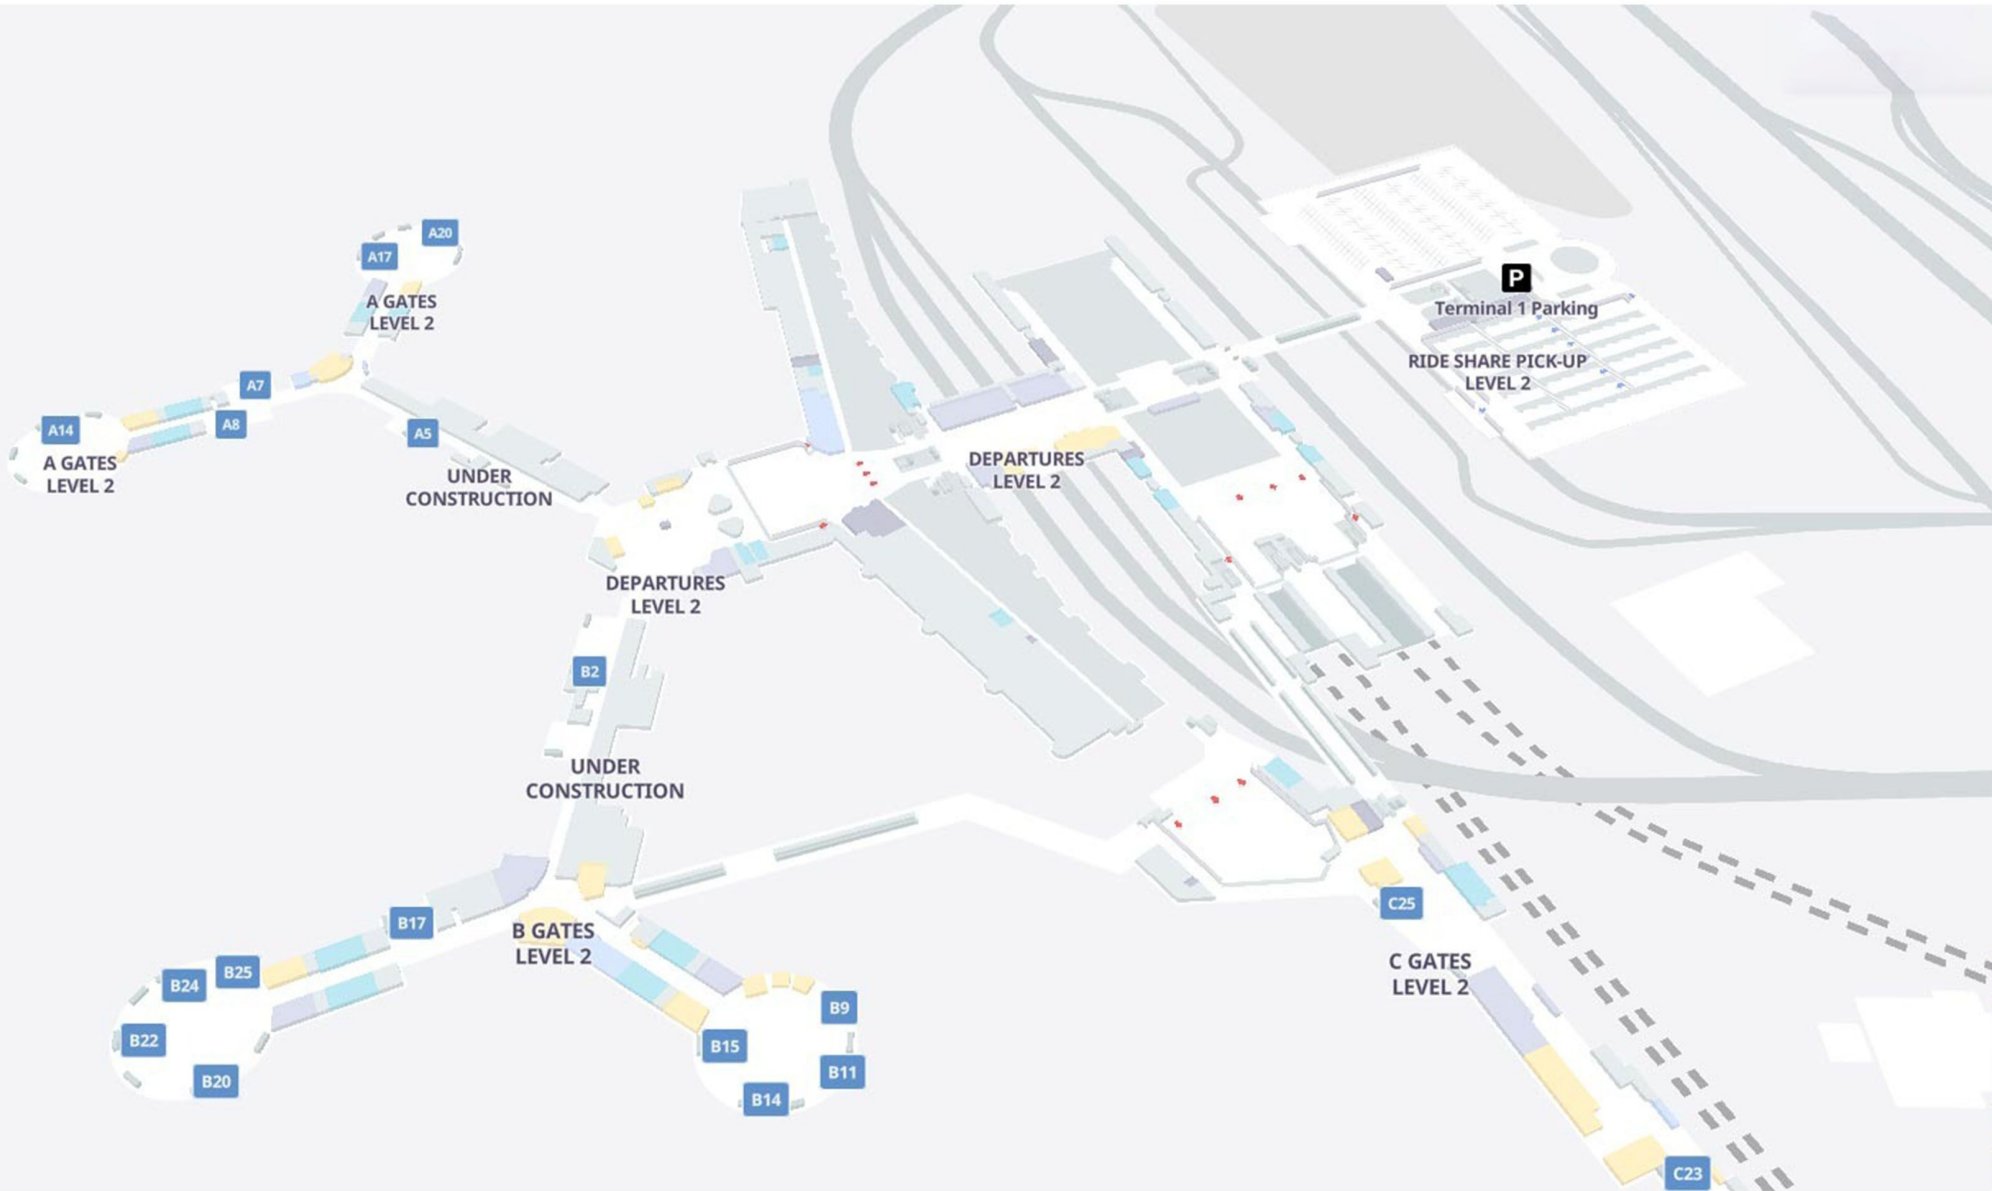 A20
A17
A GATES
LEVEL 2
A7
A8
A14
A GATES
LEVEL 2
A5
UNDER
CONSTRUCTION
P
Terminal 1 Parking
RIDE SHARE PICK-UP
LEVEL 2
DEPARTURES
LEVEL 2
DEPARTURES
LEVEL 2
B2
UNDER
CONSTRUCTION
B17
B GATES
LEVEL 2
B25
B24
B22
B20
B9
B15
B11
B14
C25
C GATES
LEVEL 2
C23